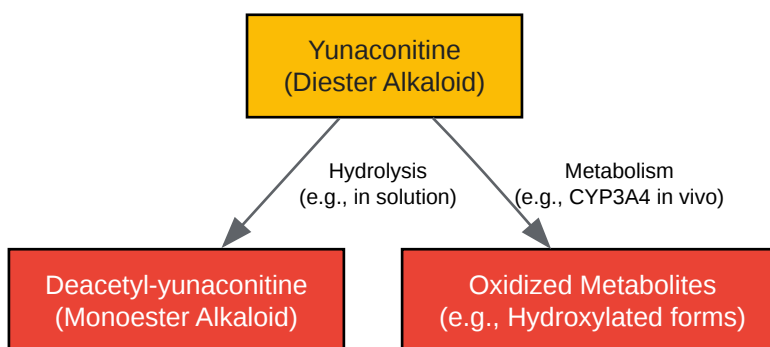 Yunaconitine
(Diester Alkaloid)
Hydrolysis
(e.g., in solution)
Metabolism
(e.g., CYP3A4 in vivo)
Deacetyl-yunaconitine
(Monoester Alkaloid)
Oxidized Metabolites
(e.g., Hydroxylated forms)